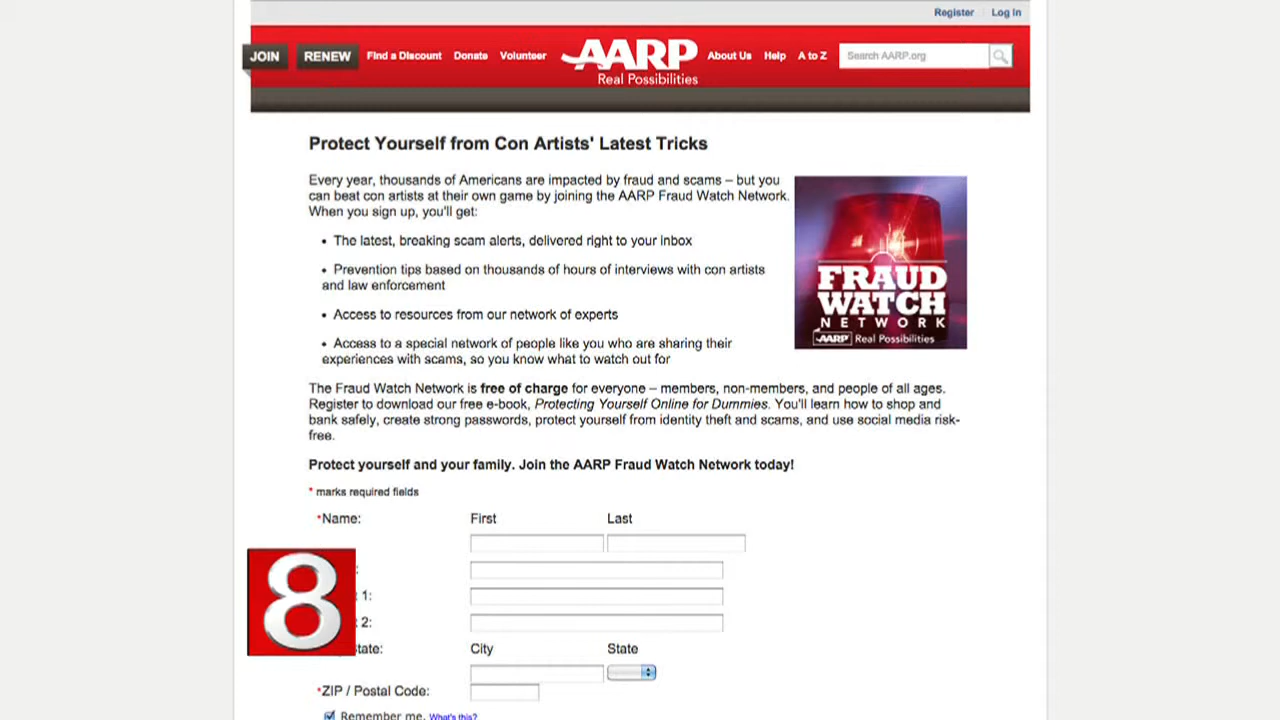 Register Log In
JOIN RENEW Find a Discount Donate Volunteer AARP About Us Help A to Z Search AARP.org
Real Possibilities
Protect Yourself from Con Artists' Latest Tricks
Every year, thousands of Americans are impacted by fraud and scams – but you
can beat con artists at their own game by joining the AARP Fraud Watch Network.
When you sign up, you'll get:
• The latest, breaking scam alerts, delivered right to your inbox
• Prevention tips based on thousands of hours of interviews with con artists
and law enforcement
• Access to resources from our network of experts
• Access to a special network of people like you who are sharing their
experiences with scams, so you know what to watch out for
FRAUD
WATCH
NETWORK
AARP Real Possibilities
The Fraud Watch Network is free of charge for everyone – members, non-members, and people of all ages.
Register to download our free e-book, Protecting Yourself Online for Dummies. You'll learn how to shop and
bank safely, create strong passwords, protect yourself from identity theft and scams, and use social media risk-
free.
Protect yourself and your family. Join the AARP Fraud Watch Network today!
* marks required fields
*Name: First Last
1:
2:
State: City State
*ZIP / Postal Code:
Remember me. What's this?
8